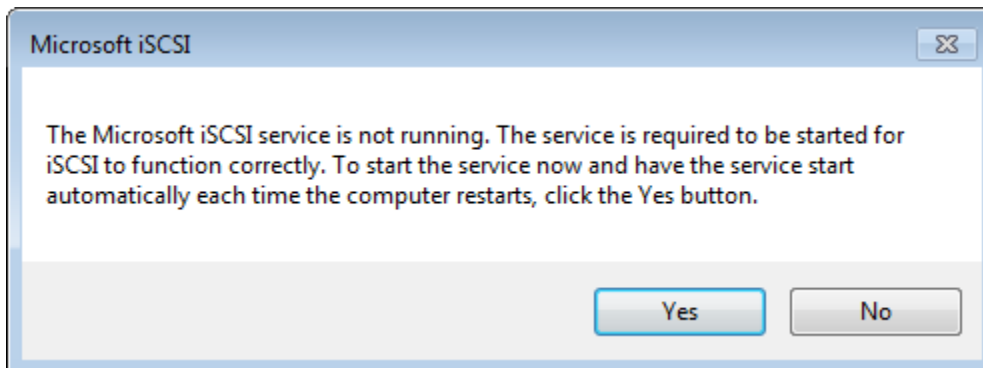 Microsoft iSCSI
The Microsoft iSCSI service is not running. The service is required to be started for
iSCSI to function correctly. To start the service now and have the service start
automatically each time the computer restarts, click the Yes button.
Yes
No